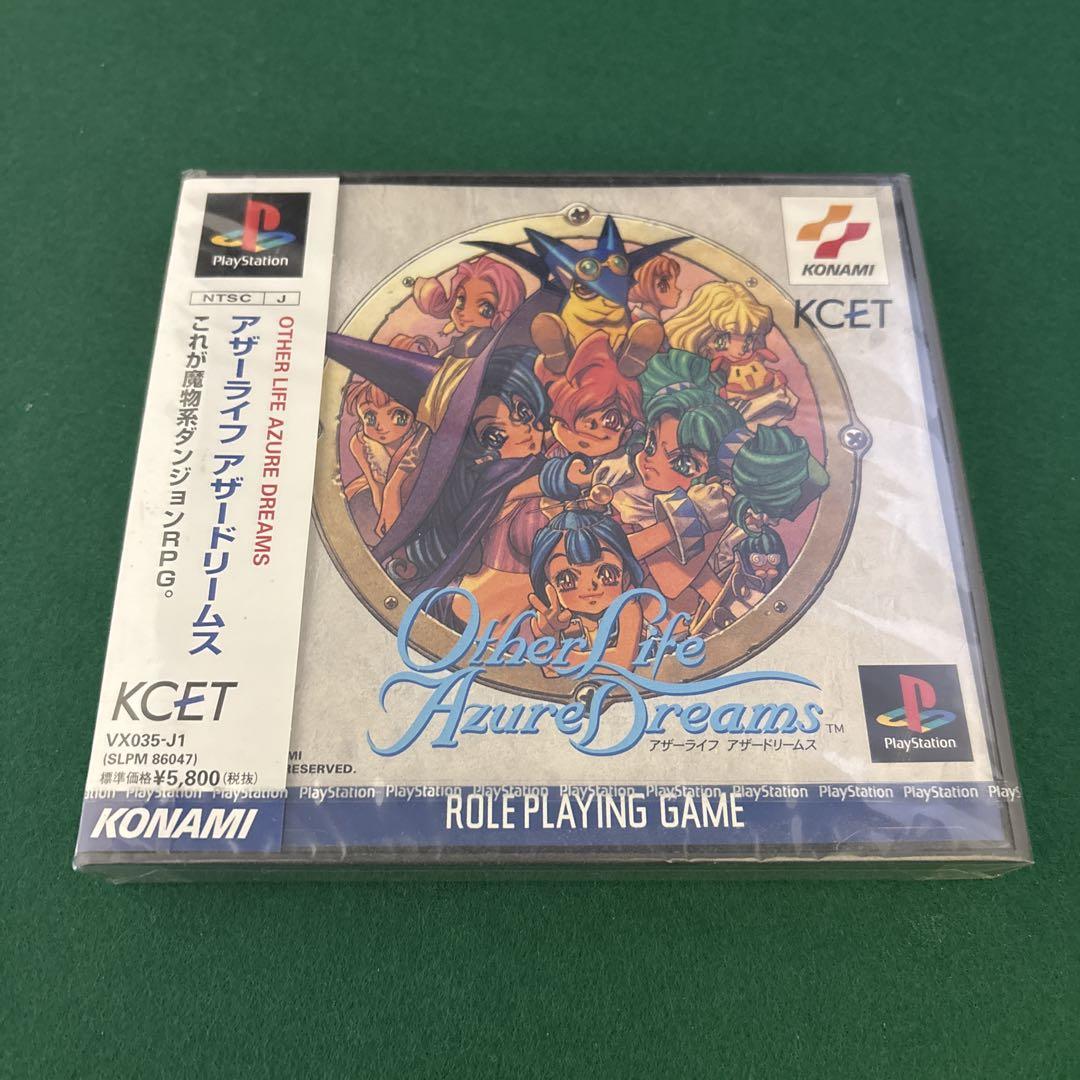 PlayStation
NTSC J
OTHER LIFE AZURE DREAMS
アザーライフ アザードリームス
これが魔物系ダンジョンRPG。
KCET
VX035-J1
(SLPM 86047)
標準価格¥5,800(税抜)
KONAMI
KONAMI
KCET
Other Life
Azure Dreams™
アザーライフ アザードリームス
PlayStation
RESERVED.
PlayStation PlayStation PlayStation PlayStation PlayStation PlayStation PlayStation PlayStation PlayStation PlayS
ROLE PLAYING GAME